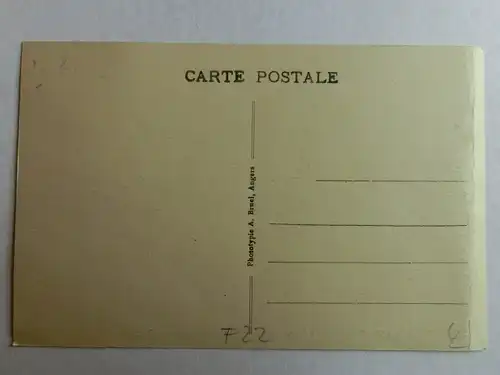 CARTE POSTALE
Phototypie A. Bruel, Angers
F22